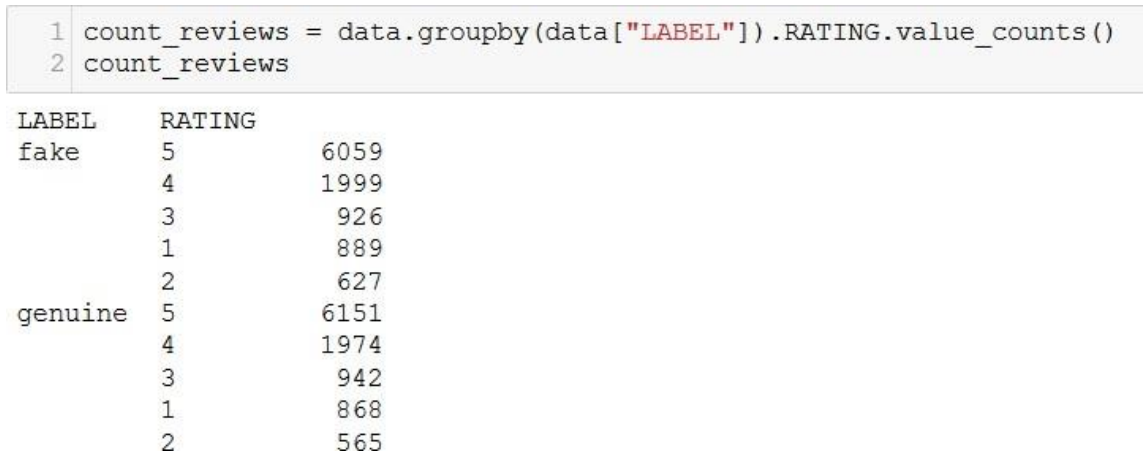 1 count_reviews = data.groupby(data["LABEL"]).RATING.value_counts()
2 count_reviews
LABEL RATING
fake 5 6059
4 1999
3 926
1 889
2 627
genuine 5 6151
4 1974
3 942
1 868
2 565